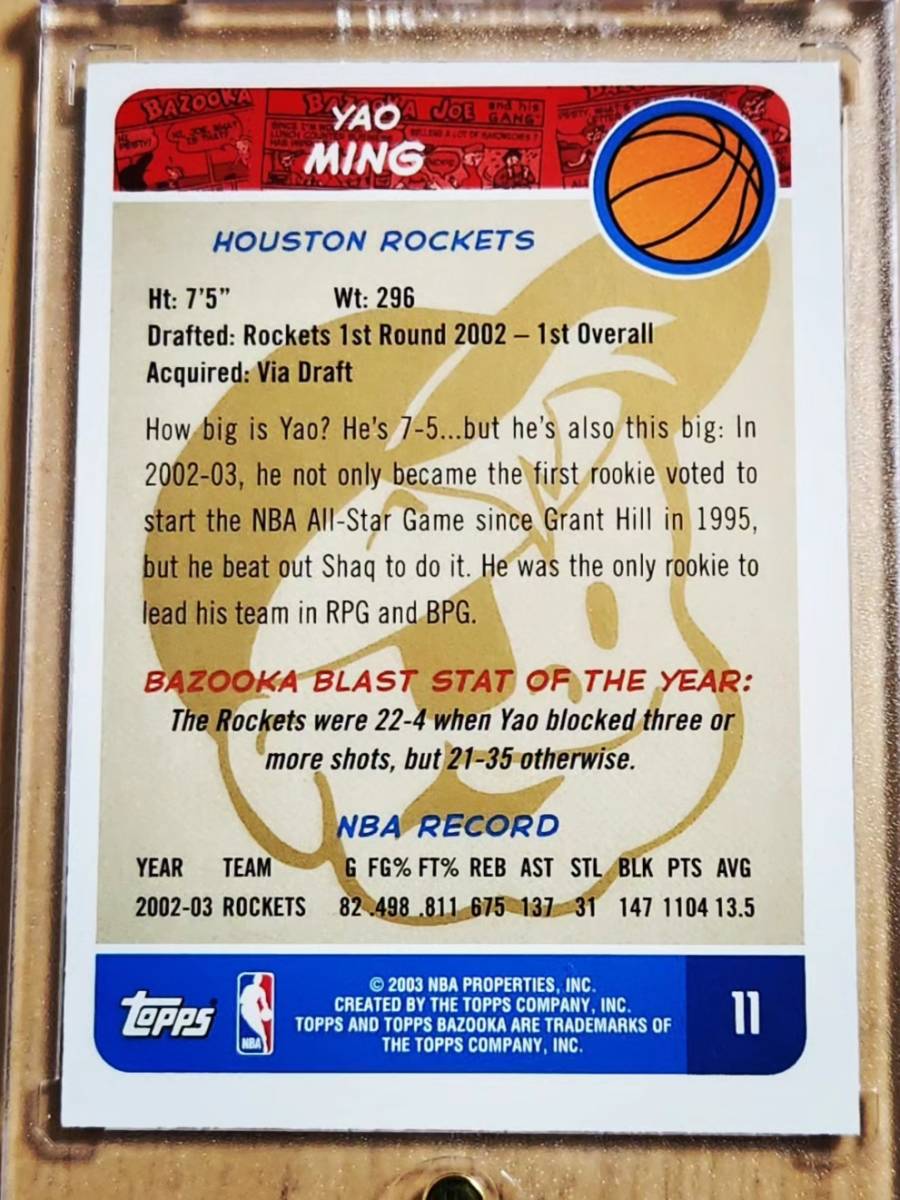 BAZOOKA
BAZOOKA JOE and his GANG
YAO
MING
HOUSTON ROCKETS
Ht: 7'5" Wt: 296
Drafted: Rockets 1st Round 2002 – 1st Overall
Acquired: Via Draft
How big is Yao? He's 7-5...but he's also this big: In
2002-03, he not only became the first rookie voted to
start the NBA All-Star Game since Grant Hill in 1995,
but he beat out Shaq to do it. He was the only rookie to
lead his team in RPG and BPG.
BAZOOKA BLAST STAT OF THE YEAR:
The Rockets were 22-4 when Yao blocked three or
more shots, but 21-35 otherwise.
NBA RECORD
YEAR TEAM G FG% FT% REB AST STL BLK PTS AVG
2002-03 ROCKETS 82 .498 .811 675 137 31 147 1104 13.5
Topps
NBA
© 2003 NBA PROPERTIES, INC.
CREATED BY THE TOPPS COMPANY, INC.
TOPPS AND TOPPS BAZOOKA ARE TRADEMARKS OF
THE TOPPS COMPANY, INC.
11